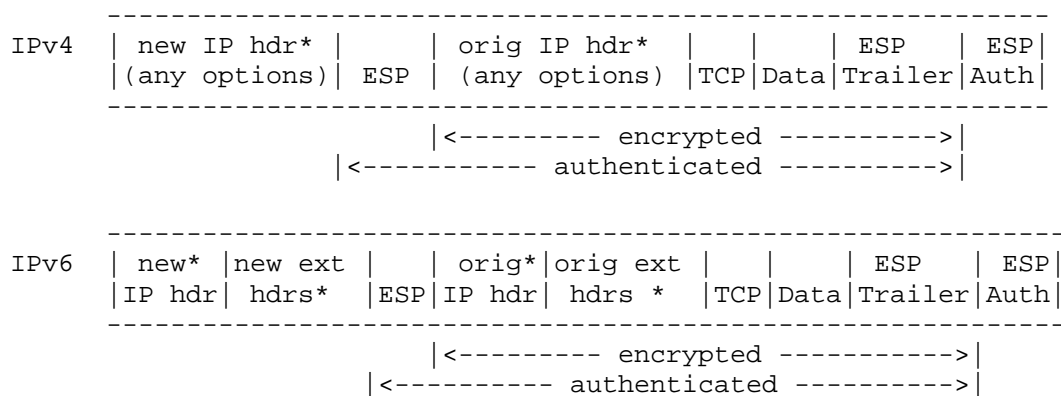 -----------------------------------------------------------
IPv4 | new IP hdr* | | orig IP hdr* | | | ESP | ESP|
|(any options)| ESP | (any options) |TCP|Data|Trailer|Auth|
-----------------------------------------------------------
|<--------- encrypted ---------->|
|<----------- authenticated ---------->|
------------------------------------------------------------
IPv6 | new* |new ext | | orig*|orig ext | | | ESP | ESP|
|IP hdr| hdrs* |ESP|IP hdr| hdrs * |TCP|Data|Trailer|Auth|
------------------------------------------------------------
|<--------- encrypted ----------->|
|<---------- authenticated ---------->|